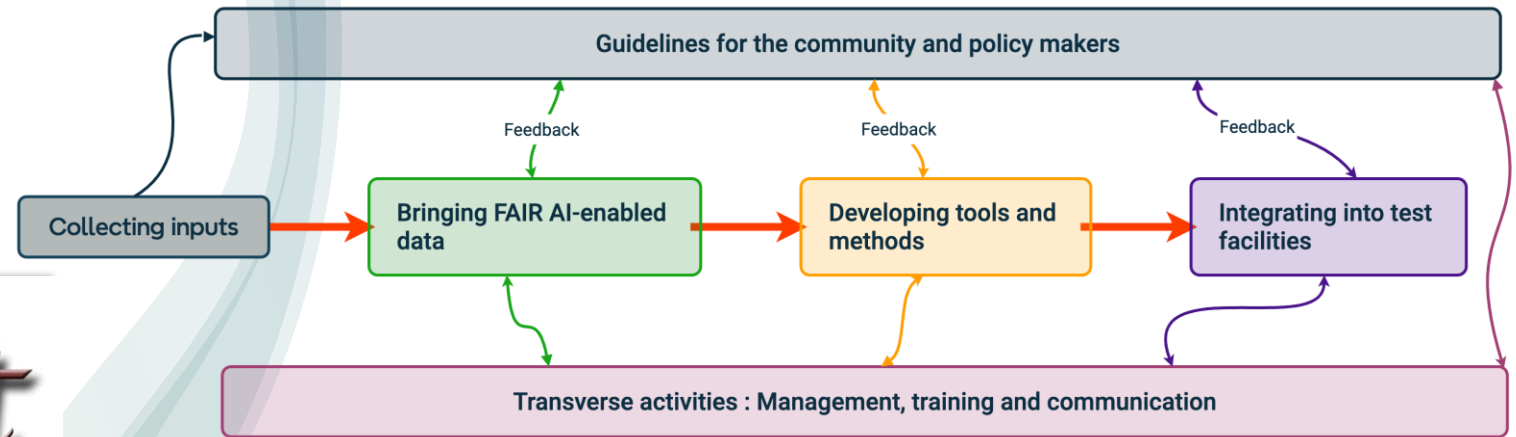 Guidelines for the community and policy makers
Feedback
Feedback
Feedback
Collecting inputs
Bringing FAIR AI-enabled
data
Developing tools and
methods
Integrating into test
facilities
Transverse activities : Management, training and communication